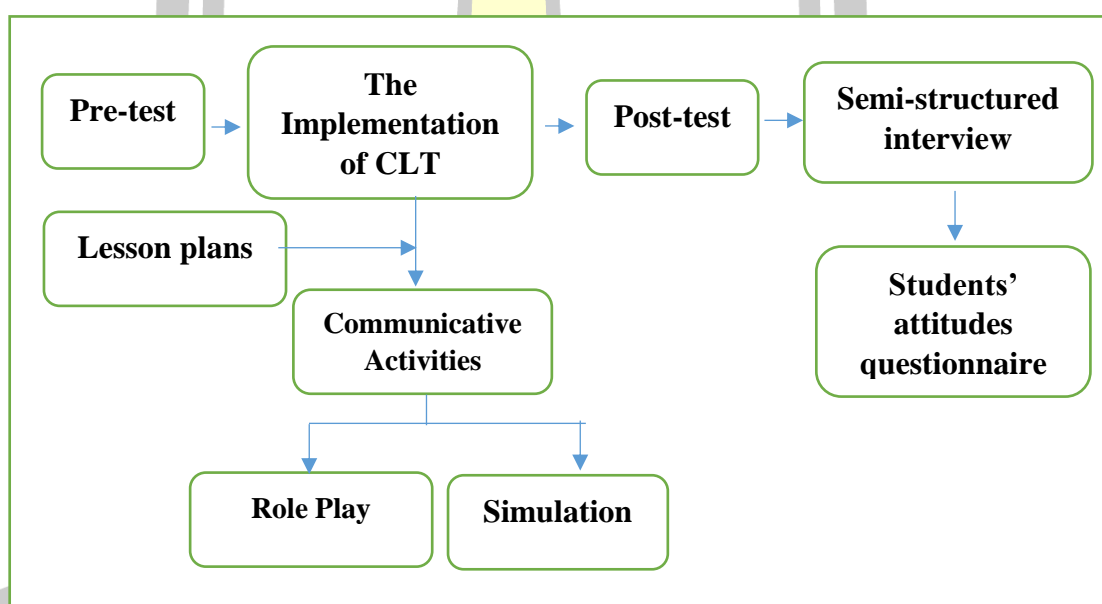 Pre-test
The
Implementation
of CLT
Post-test
Semi-structured
interview
Lesson plans
Communicative
Activities
Students’
attitudes
questionnaire
Role Play
Simulation